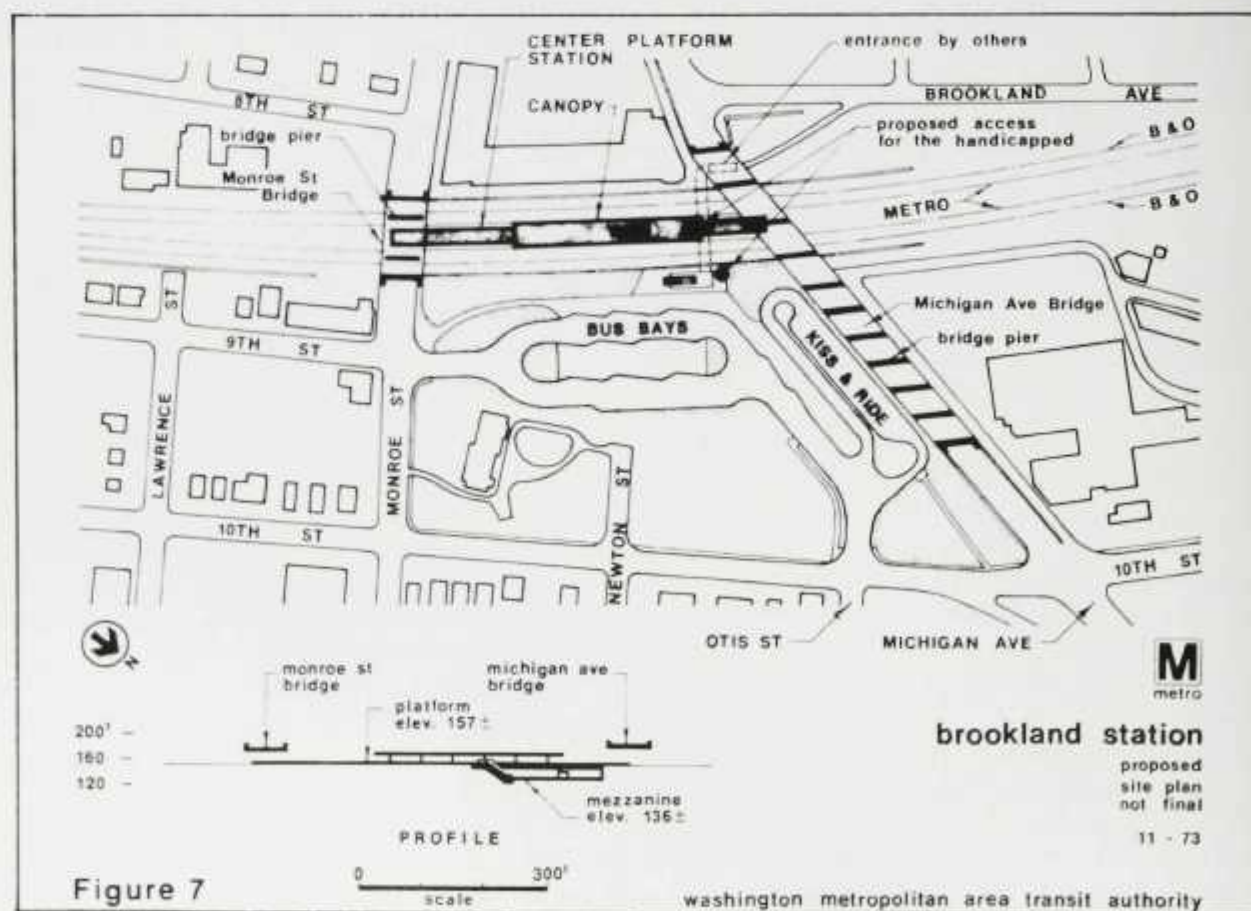 CENTER PLATFORM
STATION
entrance by others
CANOPY
BROOKLAND AVE
8TH ST
bridge pier
proposed access
for the handicapped
B & O
Monroe St
Bridge
METRO
B & O
LAWRENCE ST
9TH ST
BUS BAYS
KISS & RIDE
Michigan Ave Bridge
bridge pier
MONROE ST
NEWTON ST
10TH ST
10TH ST
OTIS ST
MICHIGAN AVE
N
M
metro
monroe st
bridge
michigan ave
bridge
platform
elev. 157±
200' –
160 –
120 –
mezzanine
elev. 136±
PROFILE
0 300'
scale
brookland station
proposed
site plan
not final
11 - 73
Figure 7
washington metropolitan area transit authority